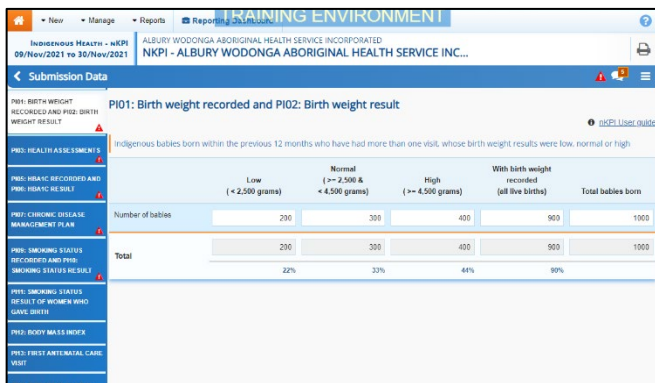 TRAINING ENVIRONMENT
New Manage Reports Reporting Dashboard
INDIGENOUS HEALTH - NKPI
09/NOV/2021 TO 30/NOV/2021
ALBURY WODONGA ABORIGINAL HEALTH SERVICE INCORPORATED
NKPI - ALBURY WODONGA ABORIGINAL HEALTH SERVICE INC...
Submission Data
PI01: BIRTH WEIGHT
RECORDED AND PI02: BIRTH
WEIGHT RESULT
PI03: HEALTH ASSESSMENTS
PI05: HBA1C RECORDED AND
PI06: HBA1C RESULT
PI07: CHRONIC DISEASE
MANAGEMENT PLAN
PI09: SMOKING STATUS
RECORDED AND PI10:
SMOKING STATUS RESULT
PI11: SMOKING STATUS
RESULT OF WOMEN WHO
GAVE BIRTH
PI12: BODY MASS INDEX
PI13: FIRST ANTENATAL CARE
VISIT
PI01: Birth weight recorded and PI02: Birth weight result
nKPI User guide
Indigenous babies born within the previous 12 months who have had more than one visit, whose birth weight results were low, normal or high
Low
( < 2,500 grams)
Normal
( >= 2,500 &
< 4,500 grams)
High
( >= 4,500 grams)
With birth weight
recorded
(all live births)
Total babies born
Number of babies 200 300 400 900 1000
Total 200 300 400 900 1000
22% 33% 44% 90%